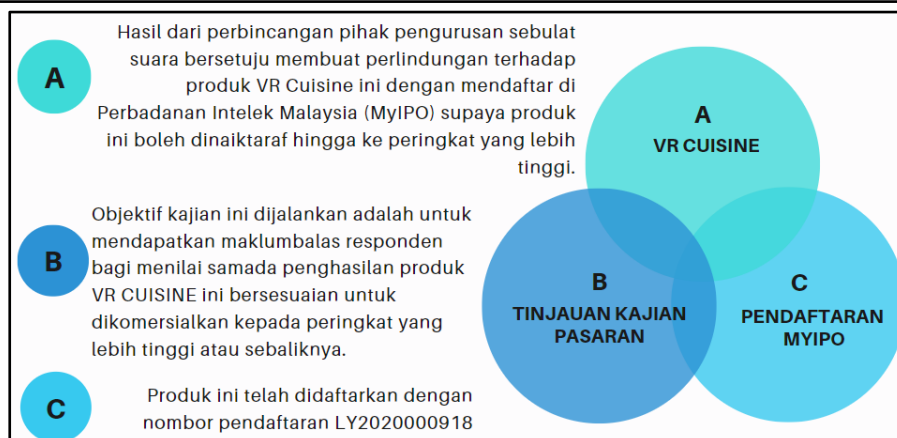 A
Hasil dari perbincangan pihak pengurusan sebulat
suara bersetuju membuat perlindungan terhadap
produk VR Cuisine ini dengan mendaftar di
Perbadanan Intelek Malaysia (MyIPO) supaya produk
ini boleh dinaiktaraf hingga ke peringkat yang lebih
tinggi.
B
Objektif kajian ini dijalankan adalah untuk
mendapatkan maklumbalas responden
bagi menilai samada penghasilan produk
VR CUISINE ini bersesuaian untuk
dikomersialkan kepada peringkat yang
lebih tinggi atau sebaliknya.
C
Produk ini telah didaftarkan dengan
nombor pendaftaran LY2020000918
A
VR CUISINE
B
TINJAUAN KAJIAN
PASARAN
C
PENDAFTARAN
MYIPO